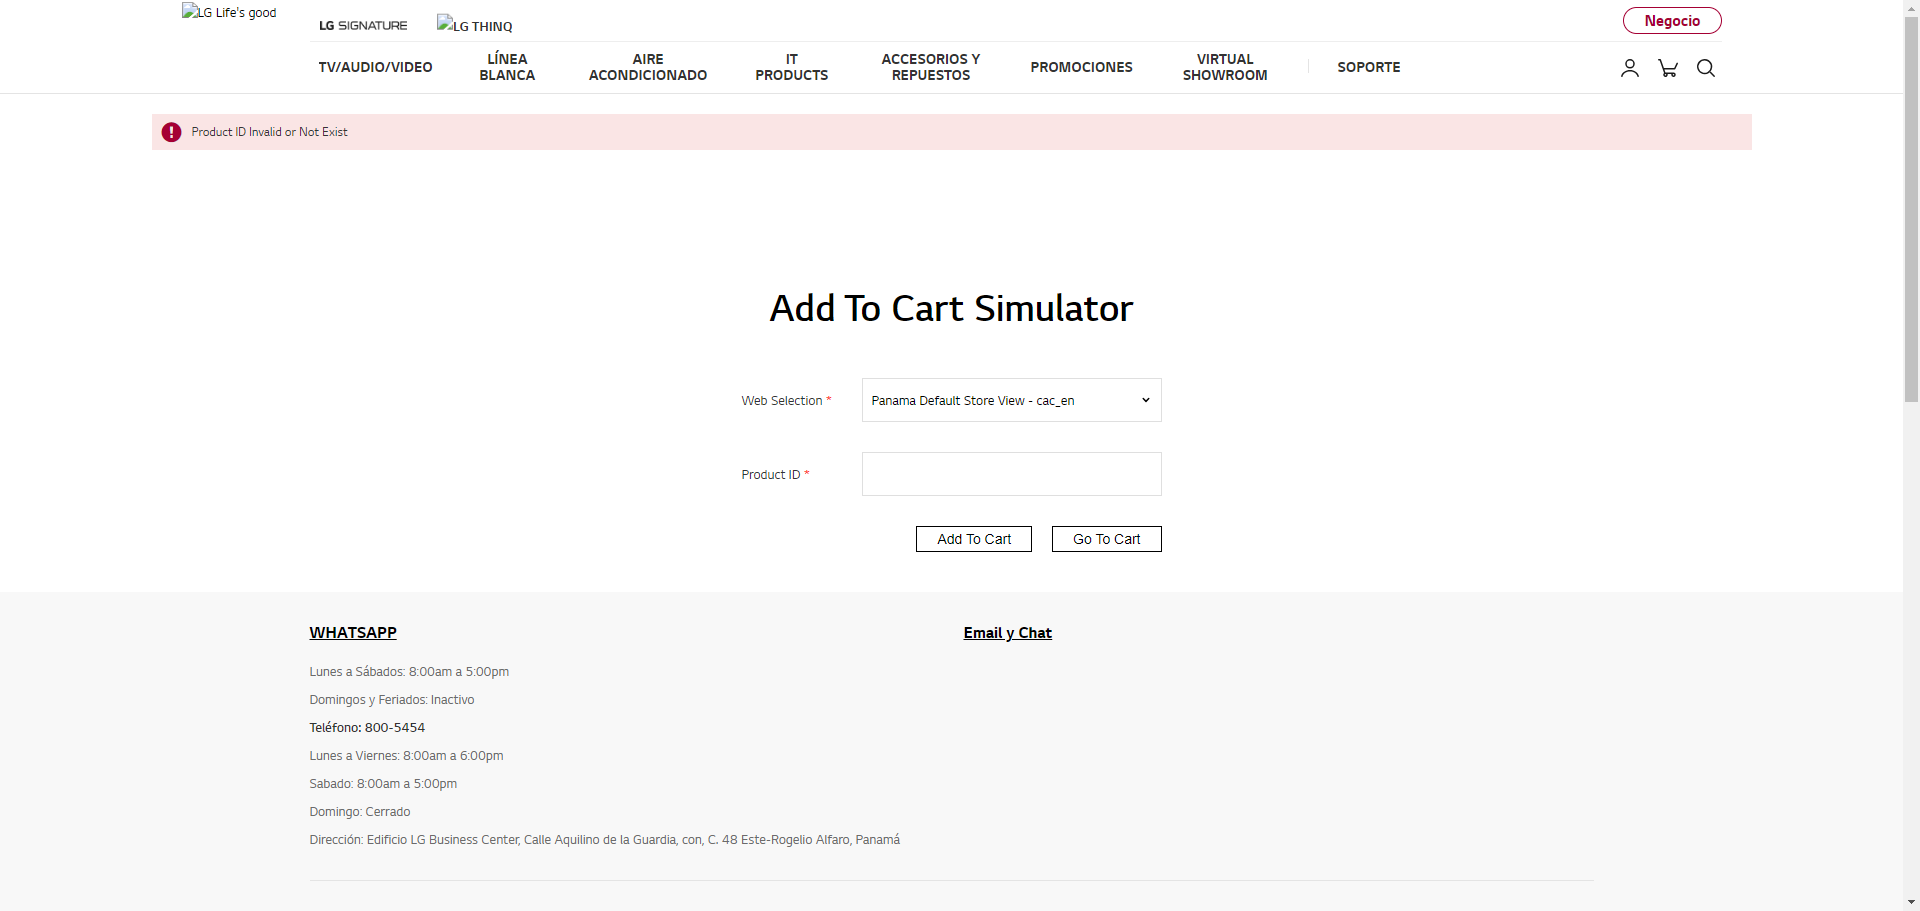 LG Life's good
LG SIGNATURE
LG THINQ
Negocio
TV/AUDIO/VIDEO
LÍNEA
BLANCA
AIRE
ACONDICIONADO
IT
PRODUCTS
ACCESORIOS Y
REPUESTOS
PROMOCIONES
VIRTUAL
SHOWROOM
SOPORTE
Product ID Invalid or Not Exist
Add To Cart Simulator
Web Selection *
Panama Default Store View - cac_en
Product ID *
Add To Cart
Go To Cart
WHATSAPP
Lunes a Sábados: 8:00am a 5:00pm
Domingos y Feriados: Inactivo
Teléfono: 800-5454
Lunes a Viernes: 8:00am a 6:00pm
Sabado: 8:00am a 5:00pm
Domingo: Cerrado
Dirección: Edificio LG Business Center, Calle Aquilino de la Guardia, con, C. 48 Este-Rogelio Alfaro, Panamá
Email y Chat